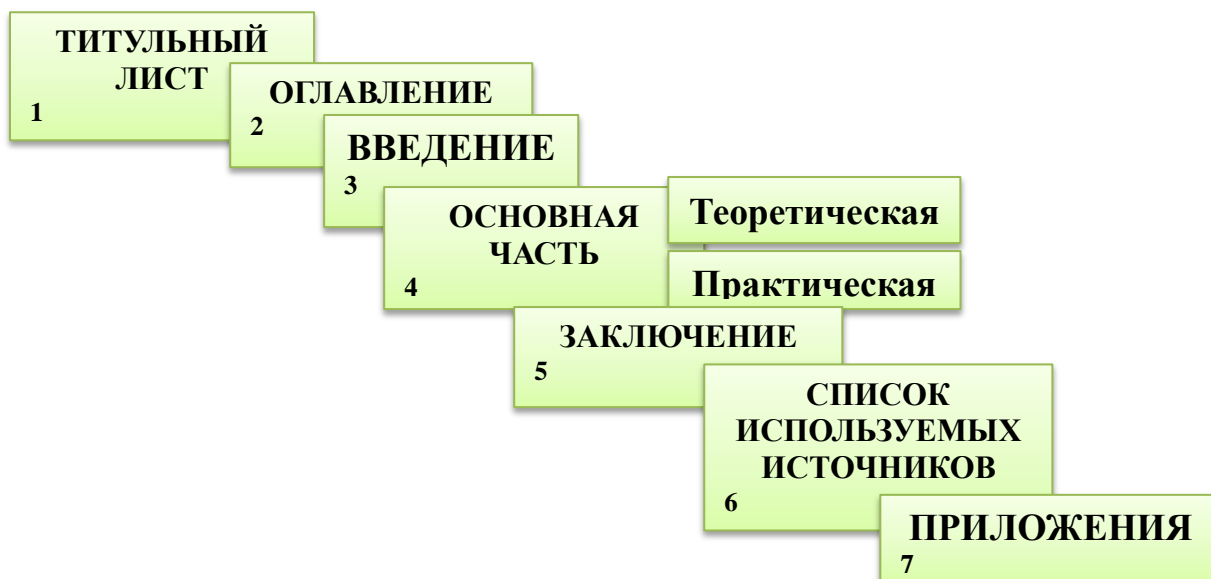 ТИТУЛЬНЫЙ
ЛИСТ
1
ОГЛАВЛЕНИЕ
2
ВВЕДЕНИЕ
3
ОСНОВНАЯ
ЧАСТЬ
4
Теоретическая
Практическая
ЗАКЛЮЧЕНИЕ
5
СПИСОК
ИСПОЛЬЗУЕМЫХ
ИСТОЧНИКОВ
6
ПРИЛОЖЕНИЯ
7